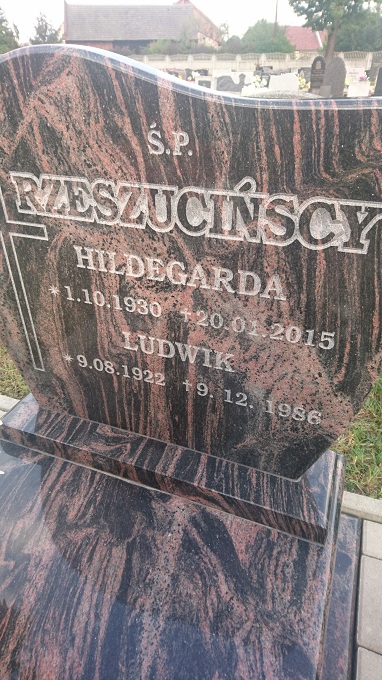 Ś.P.
RZESZUCIŃSCY
HILDEGARDA
*1.10.1930 +20.01.2015
LUDWIK
*9.08.1922 +9. 12. 1986